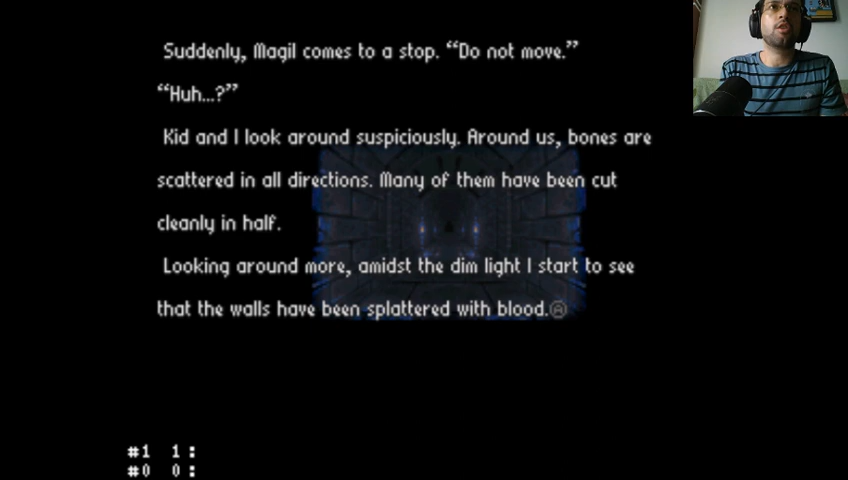 Suddenly, Magil comes to a stop. “Do not move.”
“Huh...?”
Kid and I look around suspiciously. Around us, bones are
scattered in all directions. Many of them have been cut
cleanly in half.
Looking around more, amidst the dim light I start to see
that the walls have been splattered with blood.
#1 1:
#0 0: